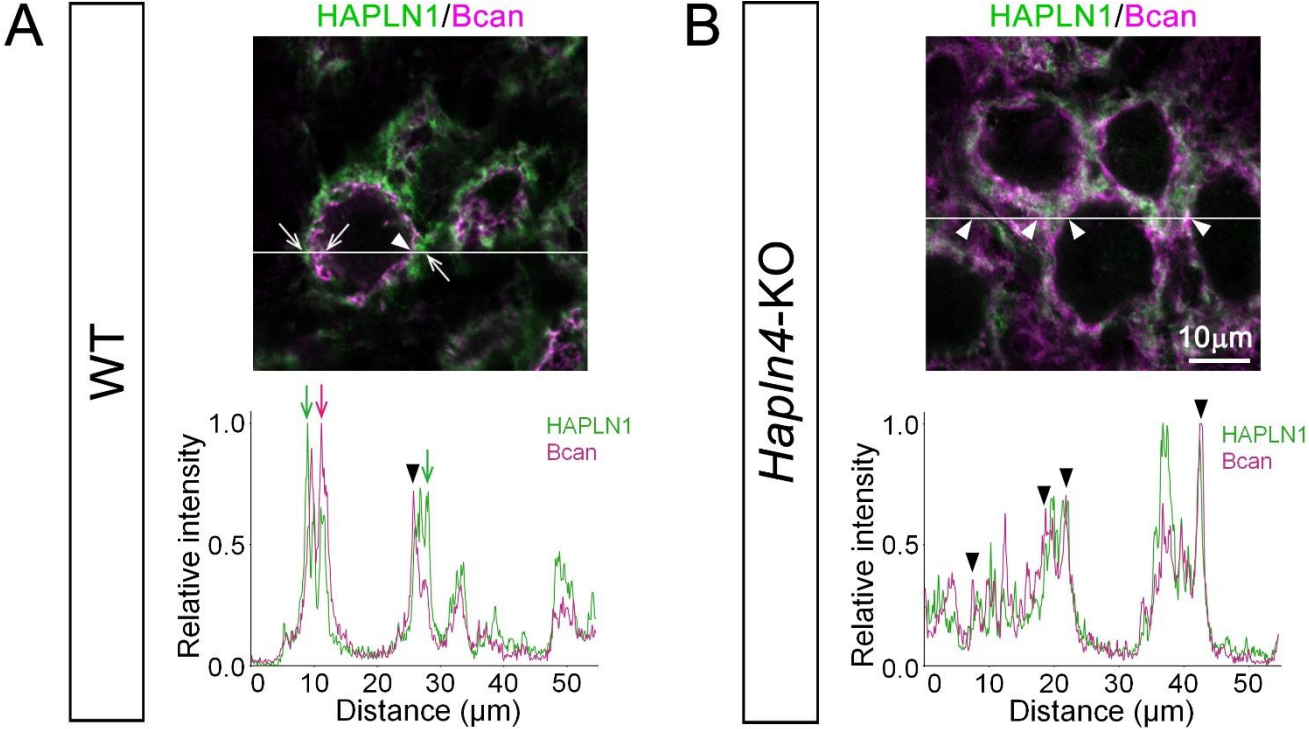 A
WT
HAPLN1/Bcan
1.0
0.5
0.0
Relative intensity
HAPLN1
Bcan
0 10 20 30 40 50
Distance (µm)
B
Hapln4-KO
HAPLN1/Bcan
10µm
1.0
0.5
0.0
Relative intensity
HAPLN1
Bcan
0 10 20 30 40 50
Distance (µm)